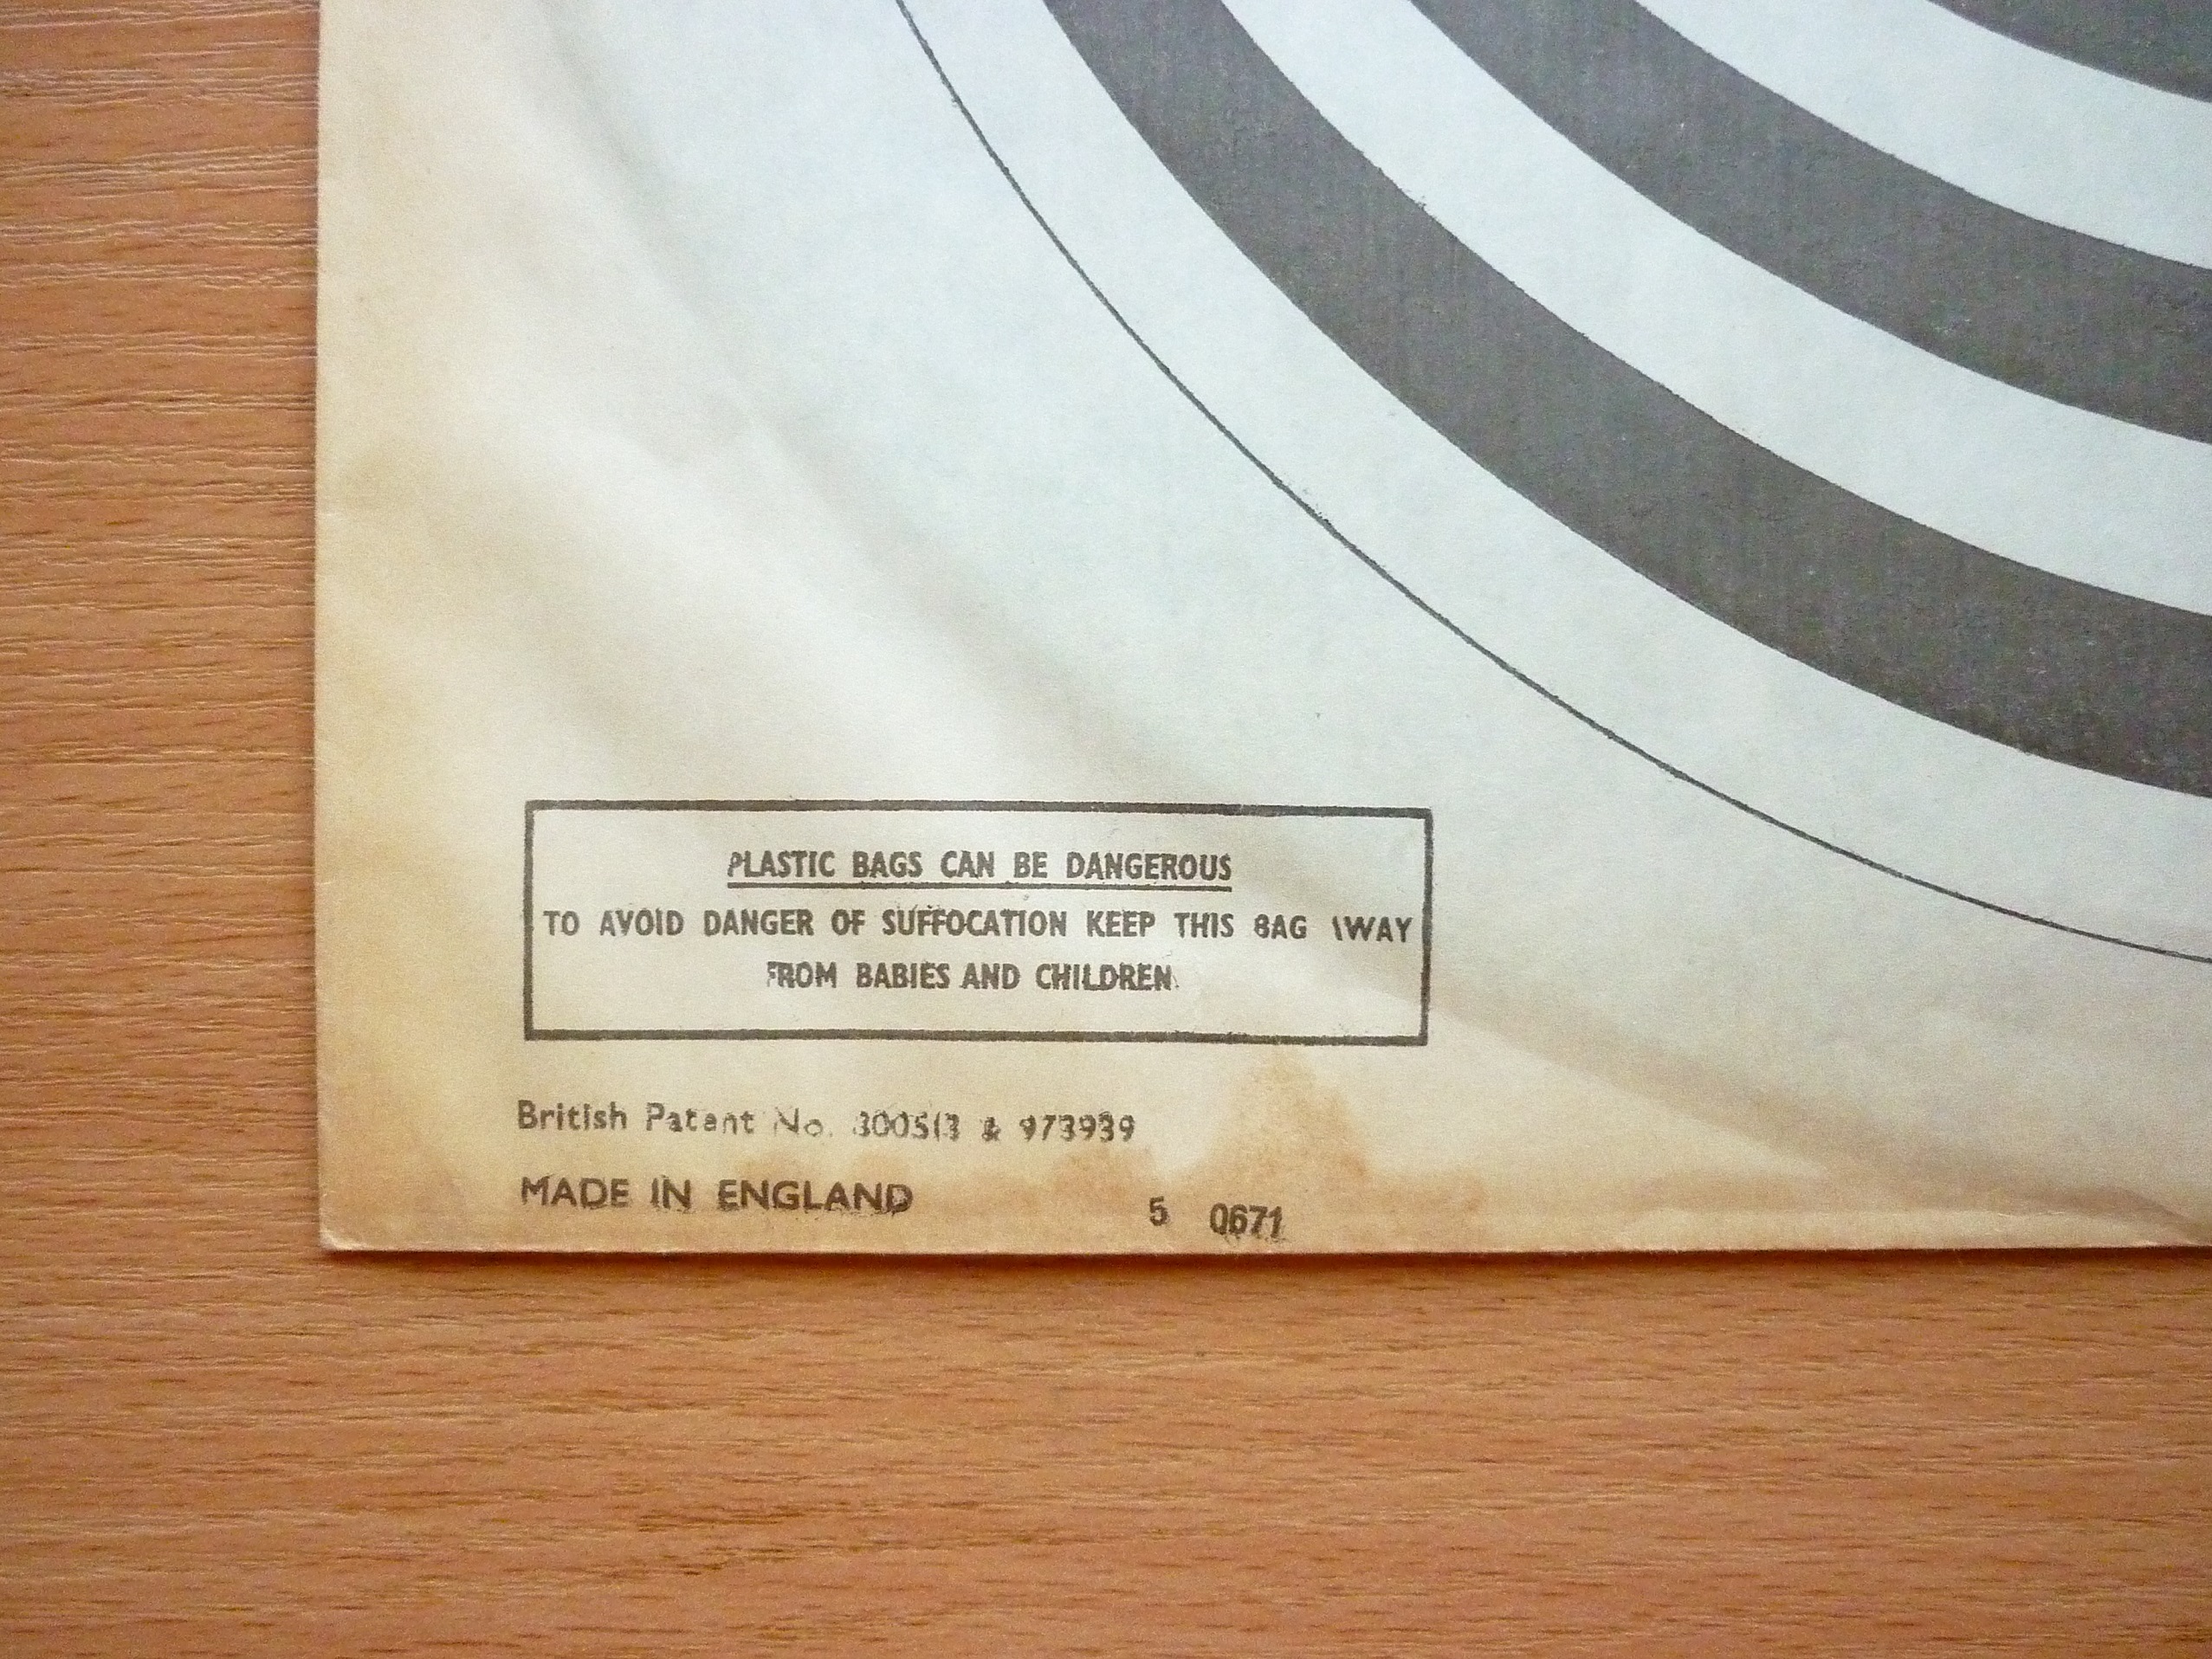 PLASTIC BAGS CAN BE DANGEROUS
TO AVOID DANGER OF SUFFOCATION KEEP THIS BAG AWAY
FROM BABIES AND CHILDREN
British Patent No. & 973939
MADE IN ENGLAND 5 0671